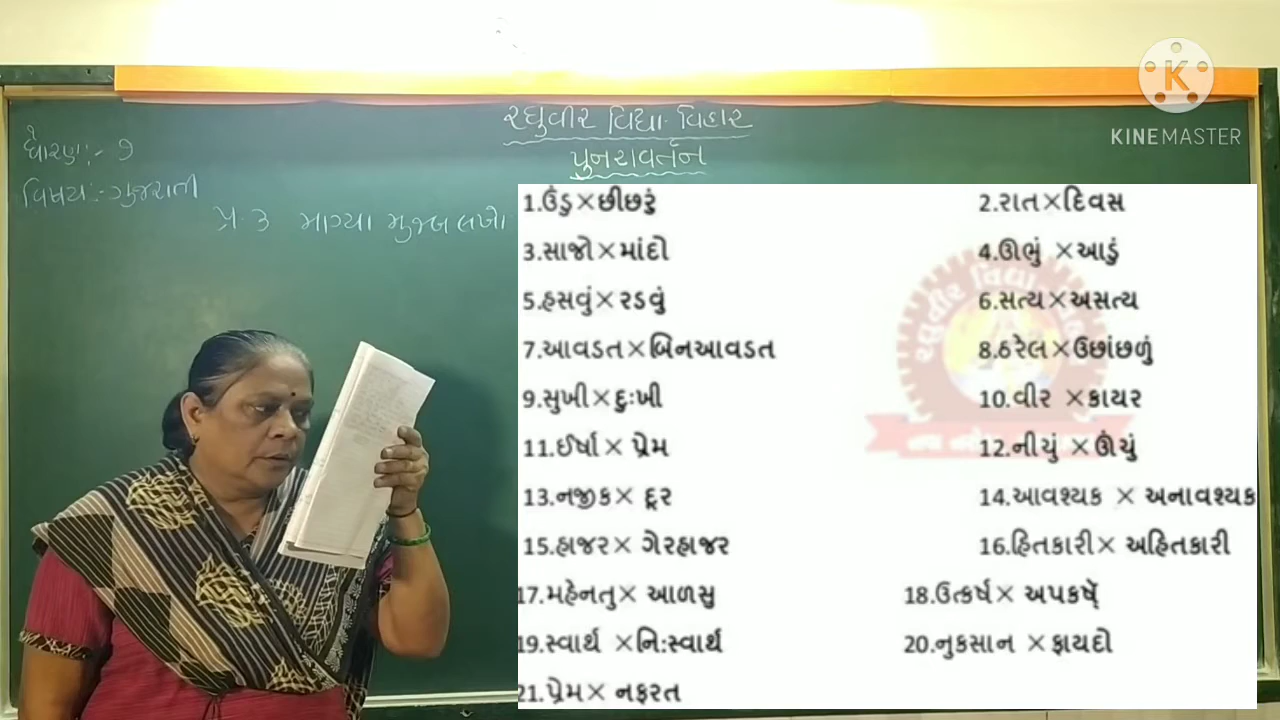 રઘુવીર વિદ્યા વિહાર
પુનરાવર્તન
ધોરણ:- 7
વિષય:- ગુજરાતી
પ્ર-૩ માગ્યા મુજબ લખો
KINEMASTER
1.ઉંડુ×છીછરું 2.રાત×દિવસ
3.સાજો×માંદો 4.ઊભું ×આડું
5.હસવું×રડવું 6.સત્ય×અસત્ય
7.આવડત×બિનઆવડત 8.ઠરેલ×ઉછાંછળું
9.સુખી×દુઃખી 10.વીર ×કાયર
11.ઈર્ષા× પ્રેમ 12.નીચું ×ઊંચું
13.નજીક× દૂર 14.આવશ્યક × અનાવશ્યક
15.હાજર× ગેરહાજર 16.હિતકારી× અહિતકારી
17.મહેનતુ× આળસુ 18.ઉત્કર્ષ× અપકર્ષ
19.સ્વાર્થ ×નિ:સ્વાર્થ 20.નુકસાન ×ફાયદો
21.પ્રેમ× નફરત